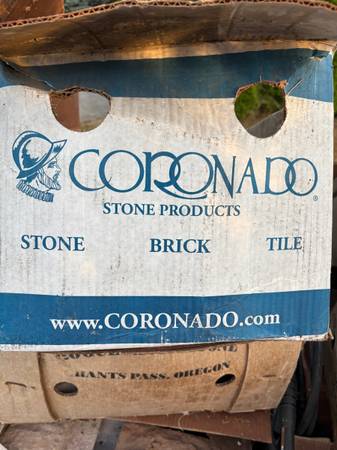 CORONADO®
STONE PRODUCTS
STONE BRICK TILE
www.CORONADO.com
ANTS PASS, OREGON